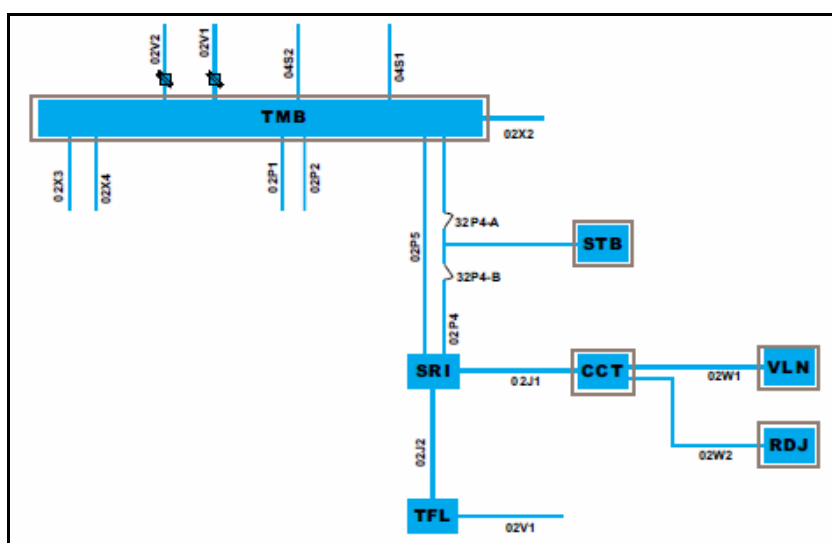 02V2
02V1
04S2
04S1
TMB
02X2
02X3
02X4
02P1
02P2
32P4-A
02P5
STB
32P4-B
02P4
SRI
02J1
CCT
02W1
VLN
02W2
RDJ
02J2
TFL
02V1